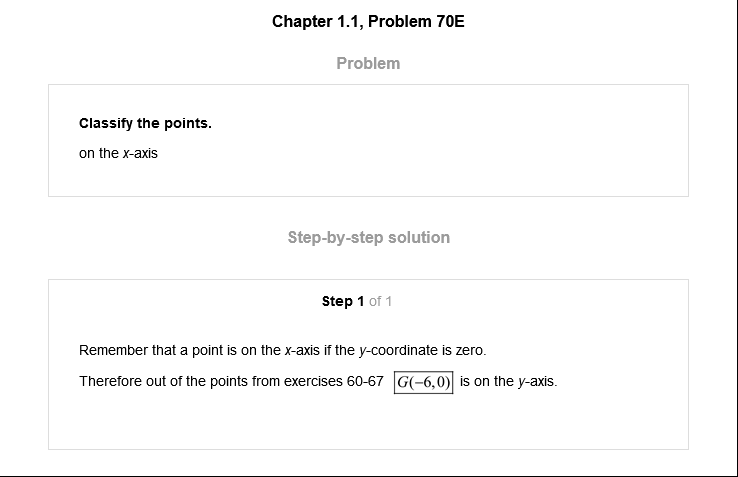 Chapter 1.1, Problem 70E
Problem
Classify the points.
on the x-axis
Step-by-step solution
Step 1 of 1
Remember that a point is on the x-axis if the y-coordinate is zero.
Therefore out of the points from exercises 60-67 G(−6,0) is on the y-axis.